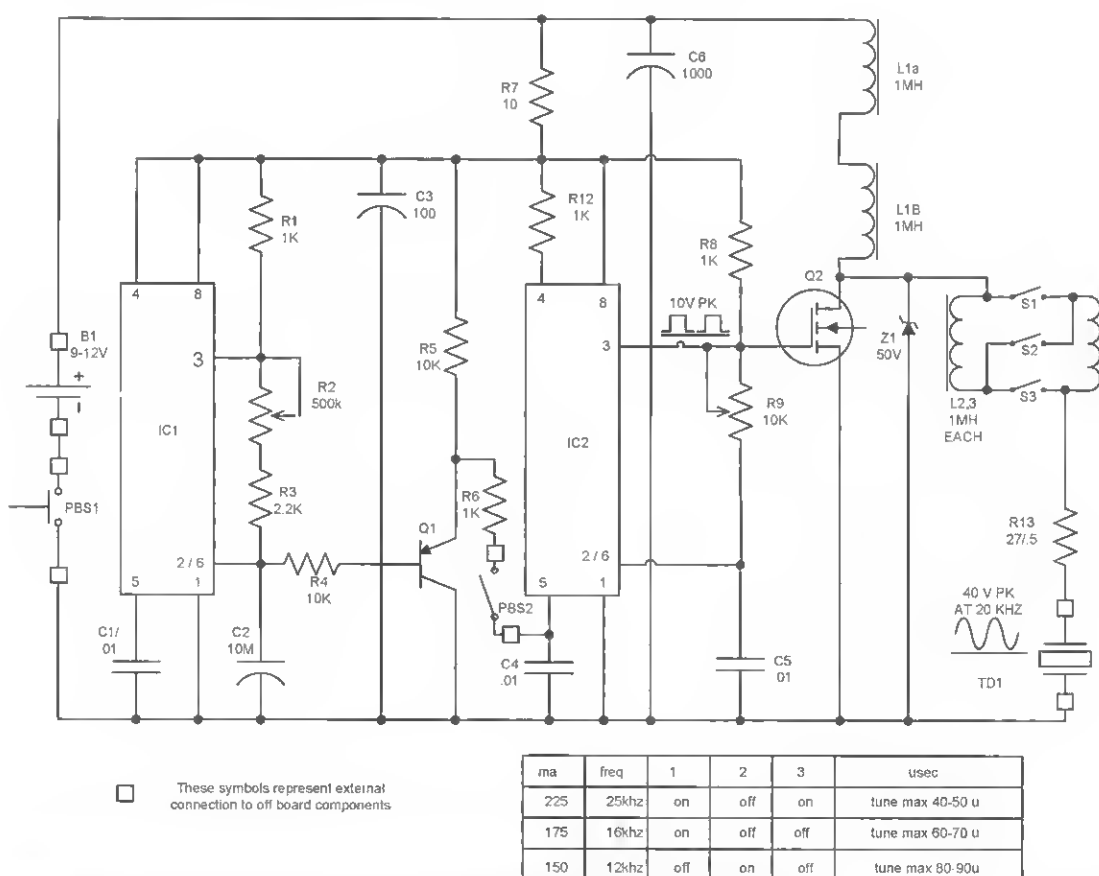 C6
1000
L1a
1MH
R7
10
C3
100
R12
1K
R1
1K
R8
1K
L1B
1MH
Q2
4
8
4
8
10V PK
S1
B1
9-12V
+
-
3
R2
500k
R5
10K
3
Z1
50V
S2
R9
10K
S3
L2,3
1MH
EACH
IC1
IC2
PBS1
R3
2.2K
R6
1K
Q1
R13
27/.5
2 / 6
R4
10K
2 / 6
5
1
5
1
PBS2
40 V PK
AT 20 KHZ
C1/
01
C2
10M
C4
.01
C5
01
TD1
These symbols represent external
connection to off board components
ma freq 1 2 3 usec
225 25khz on off on tune max 40-50 u
175 16khz on off off tune max 60-70 u
150 12khz off on off tune max 80-90u